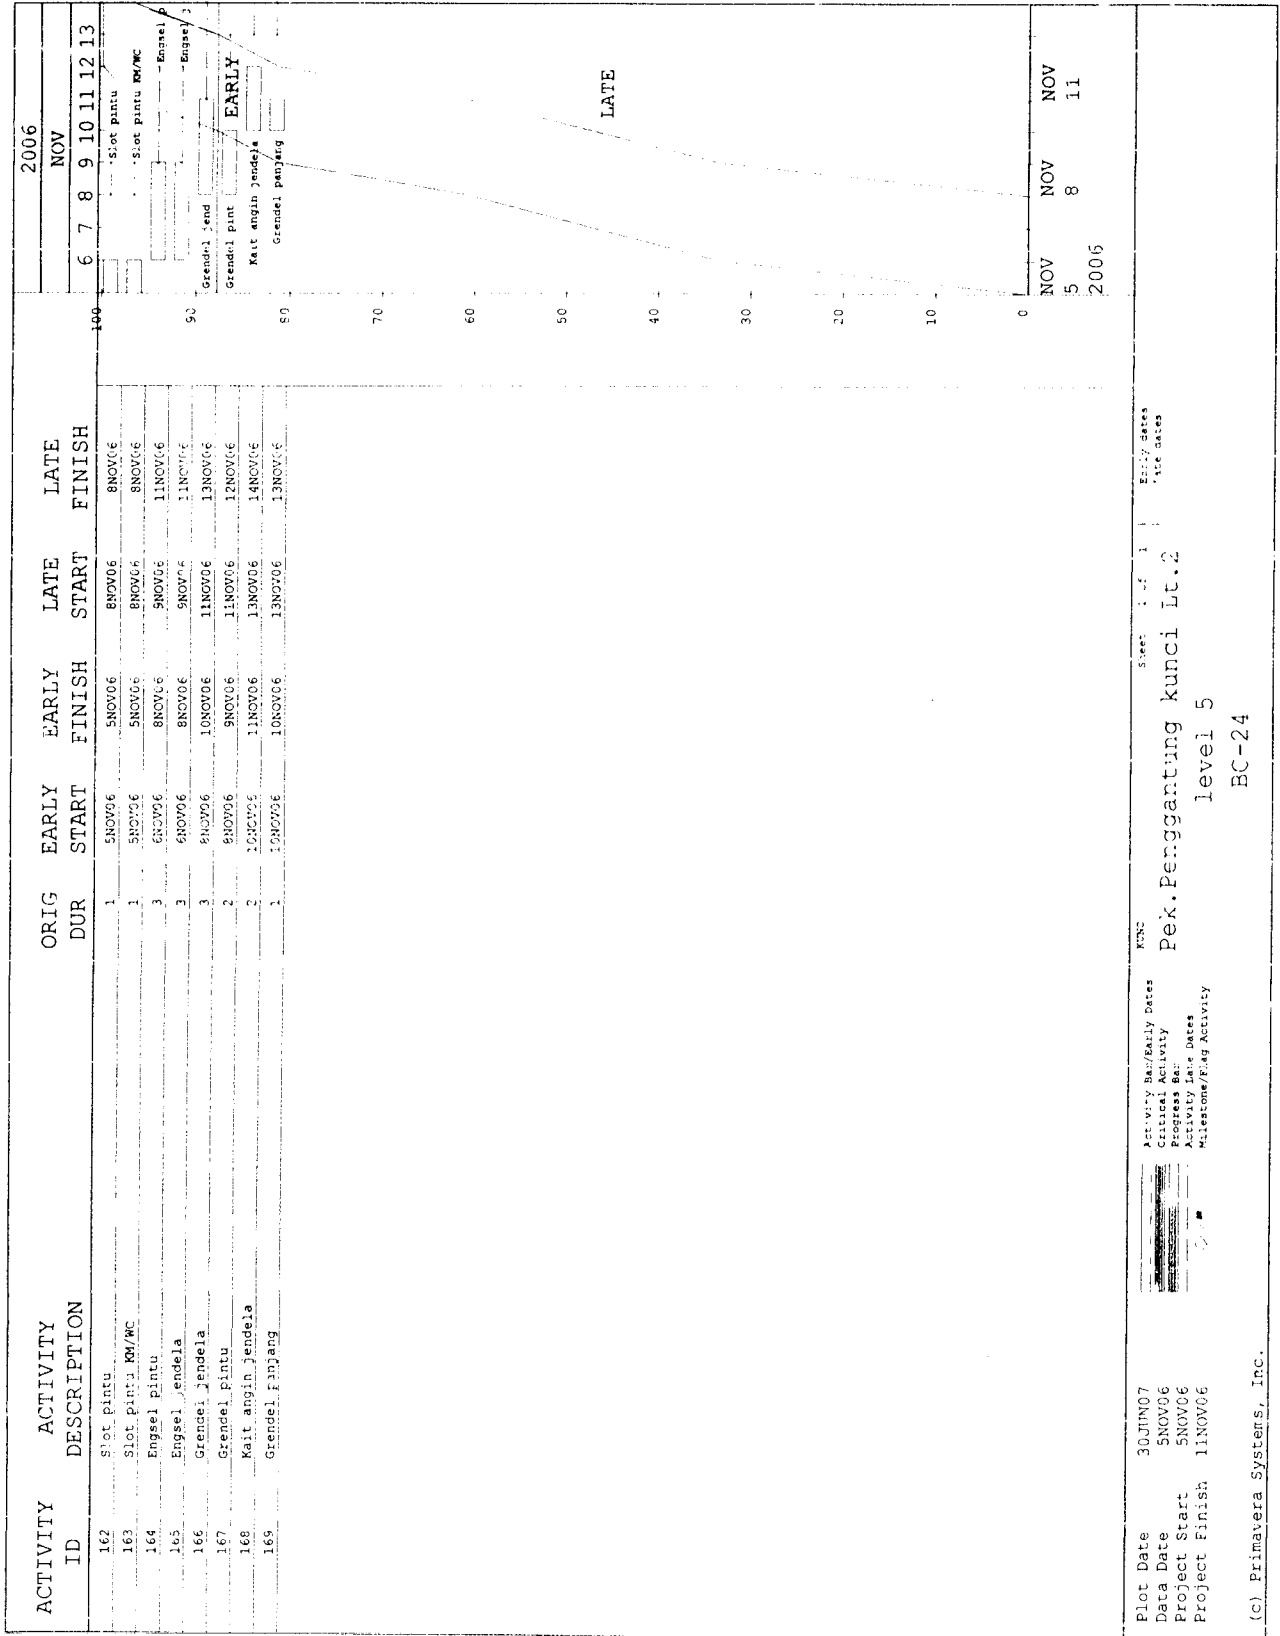 ACTIVITY ACTIVITY ORIG EARLY EARLY LATE LATE 2006
ID DESCRIPTION DUR START FINISH START FINISH NOV
6 7 8 9 10 11 12 13
162 Slot pintu 1 5NOV06 5NOV06 8NOV06 8NOV06 Slot pintu
163 Slot pintu KM/WC 1 5NOV06 5NOV06 8NOV06 8NOV06 Slot pintu KM/WC
164 Engsel pintu 3 6NOV06 8NOV06 9NOV06 11NOV06 Engsel p
165 Engsel jendela 3 6NOV06 8NOV06 9NOV06 11NOV06 Engsel j
166 Grendel jendela 3 8NOV06 10NOV06 11NOV06 13NOV06 Grendel jend
167 Grendel pintu 2 8NOV06 9NOV06 11NOV06 12NOV06 Grendel pint
168 Kait angin jendela 2 10NOV06 11NOV06 13NOV06 14NOV06 Kait angin jendela
169 Grendel panjang 1 10NOV06 10NOV06 13NOV06 13NOV06 Grendel panjang
EARLY
LATE
100
90
80
70
60
50
40
30
20
10
0
NOV NOV NOV
5 8 11
2006
Plot Date 30JUN07
Data Date 5NOV06
Project Start 5NOV06
Project Finish 11NOV06
Activity Bar/Early Dates
Critical Activity
Progress Bar
Activity Late Dates
Milestone/Flag Activity
KUNC
Sheet 1 of 1
Early dates
Late dates
Pek.Penggantung kunci Lt.2
level 5
BC-24
(c) Primavera Systems, Inc.